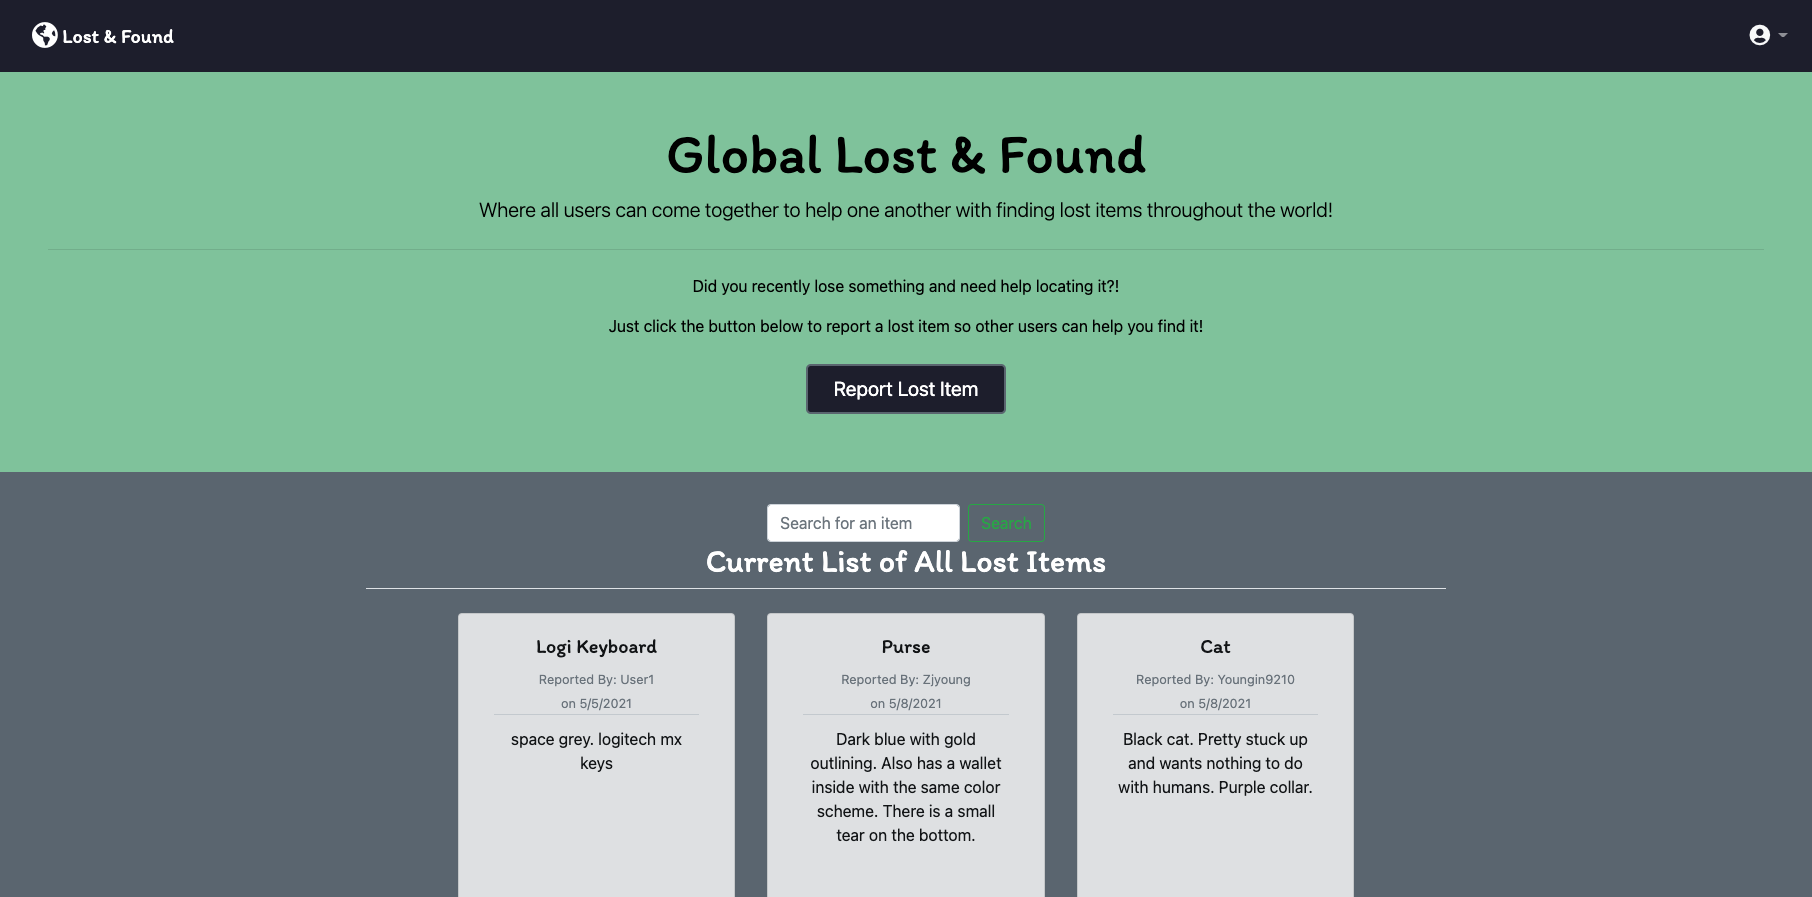 Lost & Found
Global Lost & Found
Where all users can come together to help one another with finding lost items throughout the world!
Did you recently lose something and need help locating it?!
Just click the button below to report a lost item so other users can help you find it!
Report Lost Item
Search for an item
Search
Current List of All Lost Items
Logi Keyboard
Reported By: User1
on 5/5/2021
space grey. logitech mx
keys
Purse
Reported By: Zjyoung
on 5/8/2021
Dark blue with gold
outlining. Also has a wallet
inside with the same color
scheme. There is a small
tear on the bottom.
Cat
Reported By: Youngin9210
on 5/8/2021
Black cat. Pretty stuck up
and wants nothing to do
with humans. Purple collar.